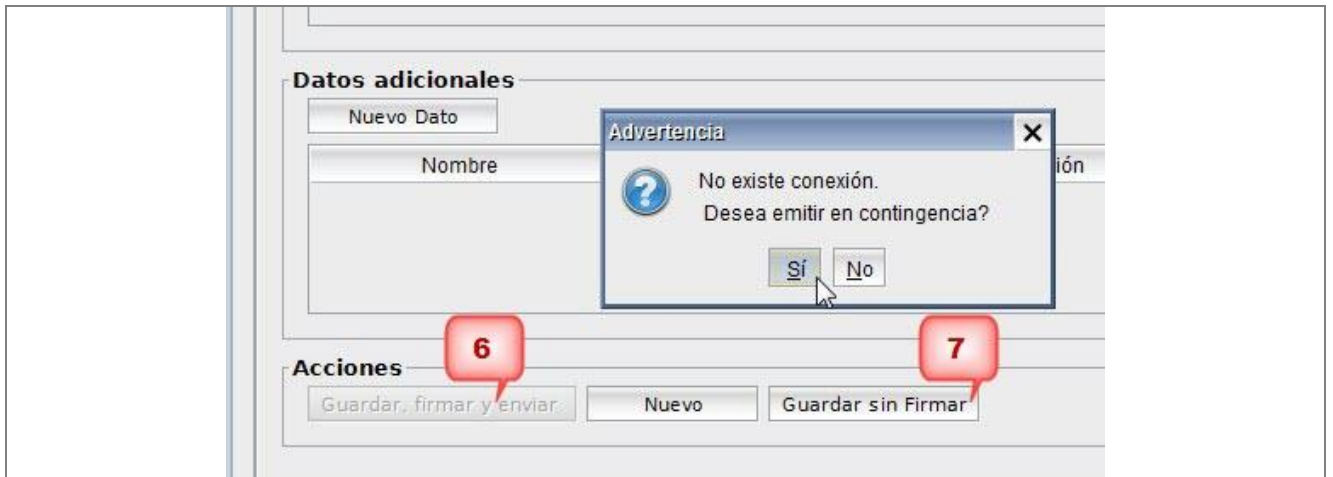 Datos adicionales
Nuevo Dato
Nombre
ión
Advertencia
No existe conexión.
Desea emitir en contingencia?
Sí
No
6
7
Acciones
Guardar, firmar y enviar
Nuevo
Guardar sin Firmar